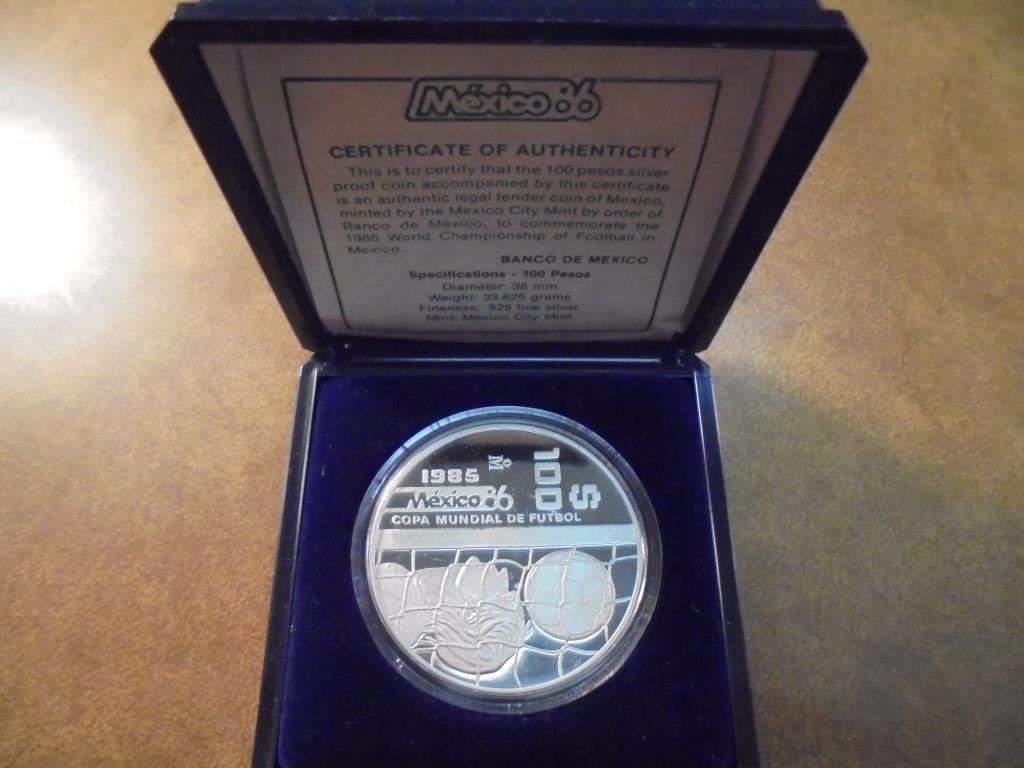 México86
CERTIFICATE OF AUTHENTICITY
This is to certify that the 100 pesos silver
proof coin accompanied by this certificate
is an authentic legal tender coin of Mexico,
minted by the Mexico City Mint by order of
Banco de México, to commemorate the
1986 World Championship of Football in
Mexico.
BANCO DE MEXICO
Specifications - 100 Pesos
Diameter: 38 mm
Weight: 33.625 grams
Fineness: 925 fine silver
Mint: Mexico City Mint
1985
Mo
100
$
México86
COPA MUNDIAL DE FUTBOL